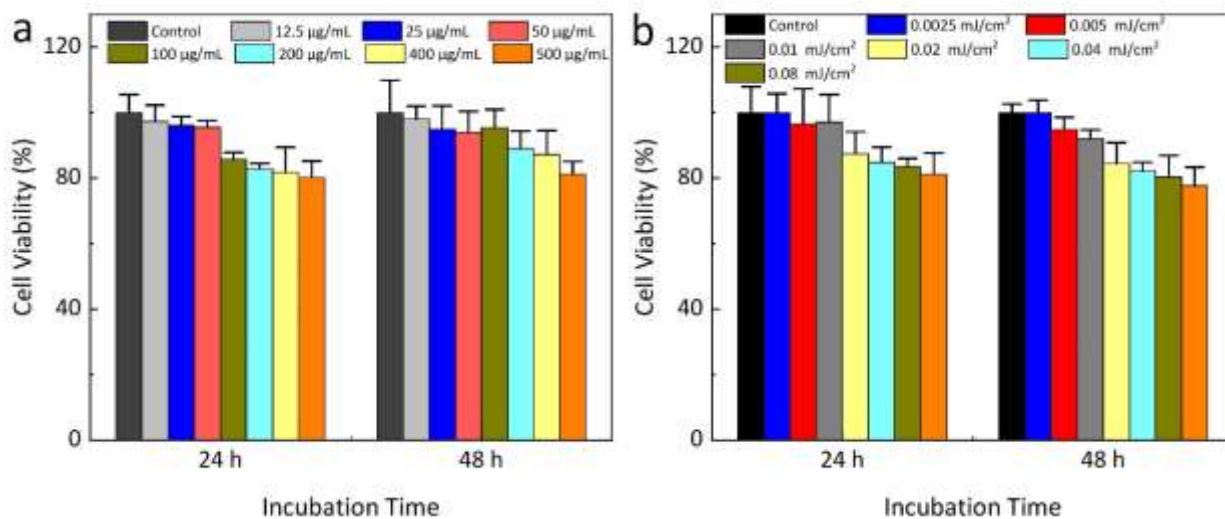 a
120
80
40
0
Cell Viability (%)
Control 12.5 µg/mL 25 µg/mL 50 µg/mL
100 µg/mL 200 µg/mL 400 µg/mL 500 µg/mL
24 h 48 h
Incubation Time
b
120
80
40
0
Cell Viability (%)
Control 0.0025 mJ/cm² 0.005 mJ/cm²
0.01 mJ/cm² 0.02 mJ/cm² 0.04 mJ/cm²
0.08 mJ/cm²
24 h 48 h
Incubation Time